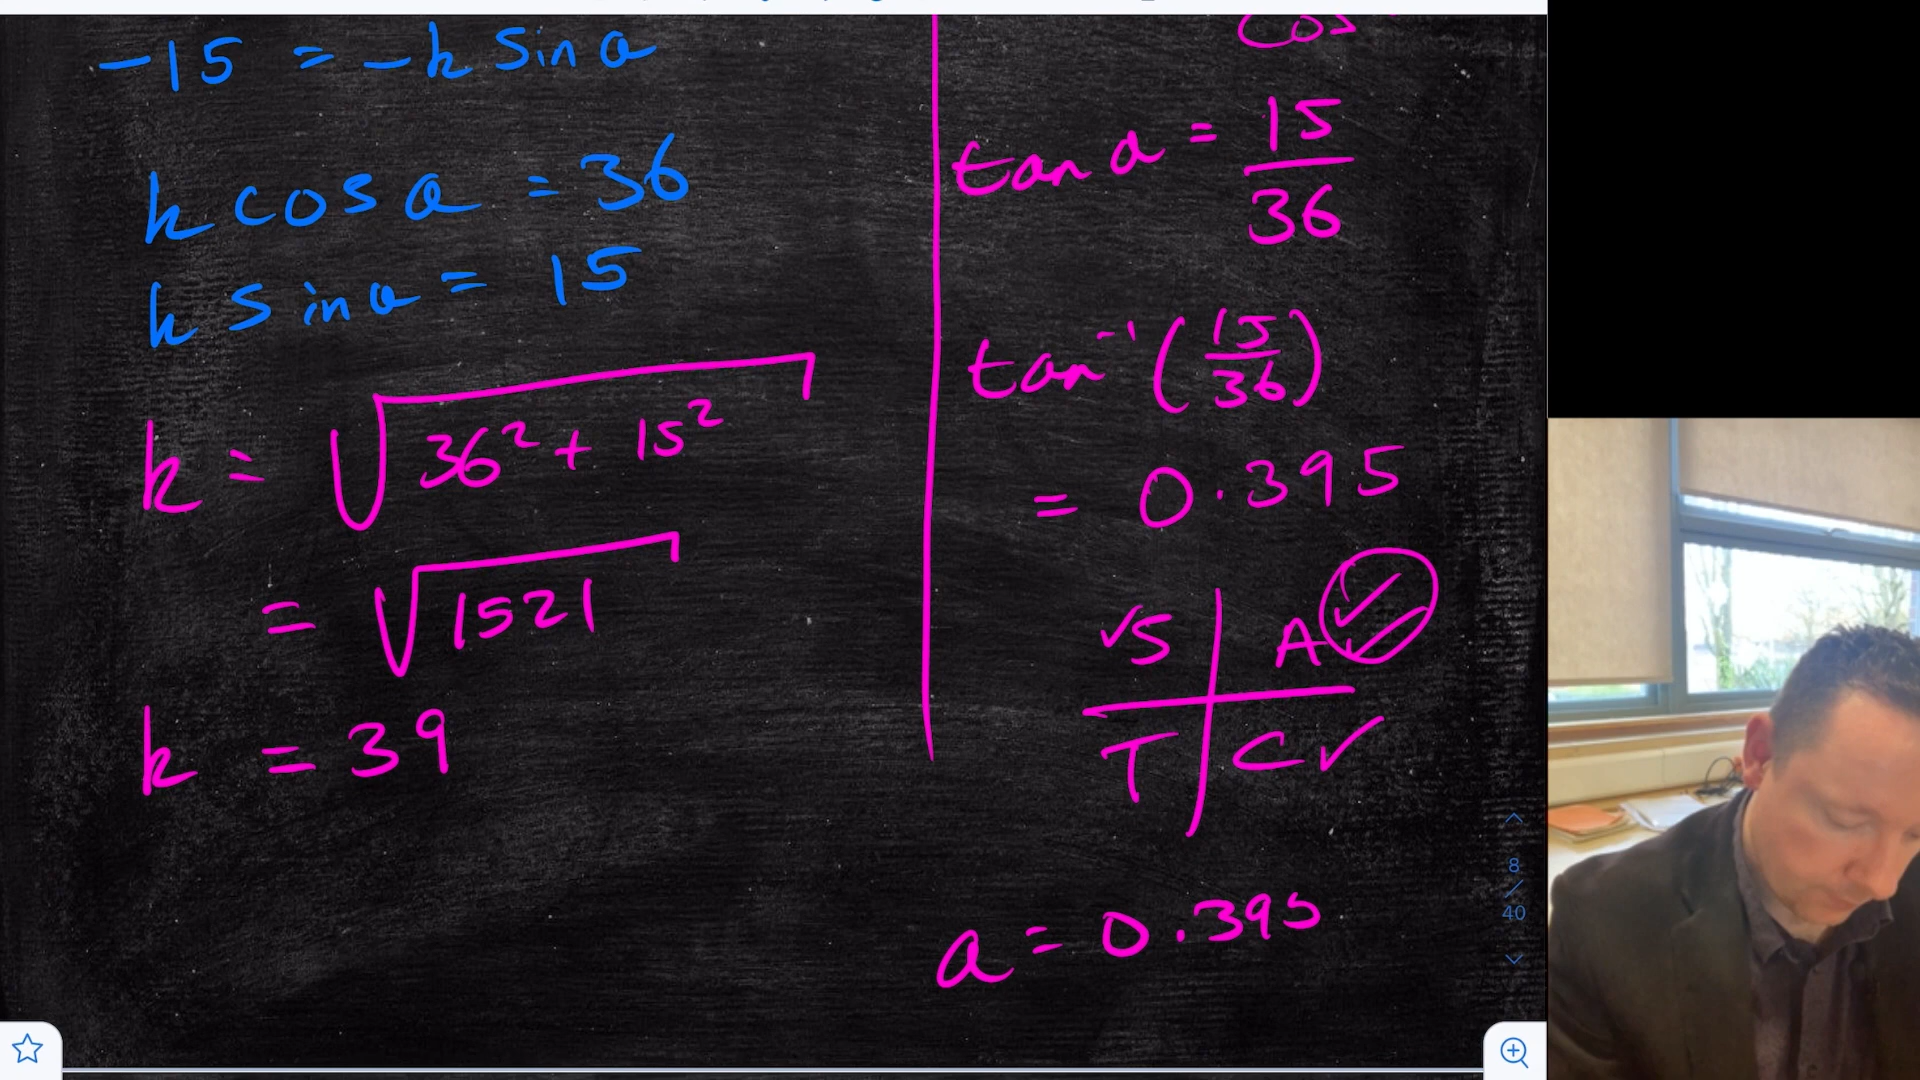 -15 = -k sin a
k cos a = 36
k sin a = 15
k = √36² + 15²
= √1521
k = 39
cos
tan a = 15/36
tan⁻¹ (15/36)
= 0.395
✓S | A ✓✓
T | C ✓
a = 0.395
8
/
40